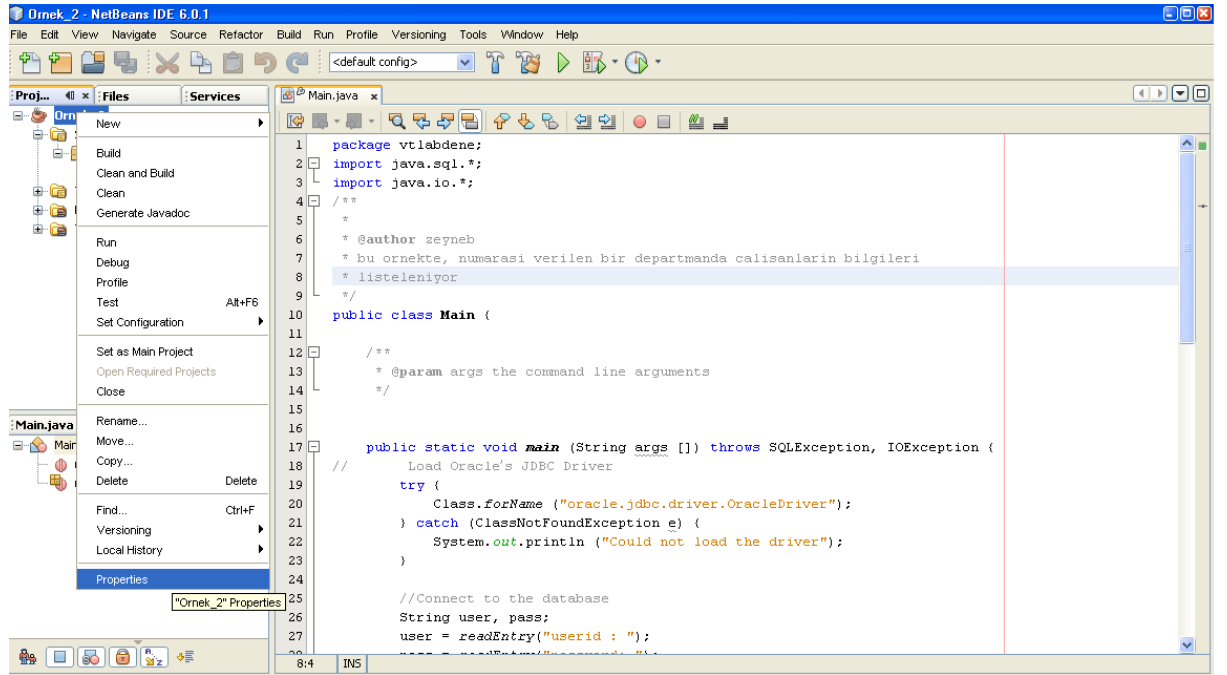 Ornek_2 - NetBeans IDE 6.0.1
File Edit View Navigate Source Refactor Build Run Profile Versioning Tools Window Help
<default config>
Proj... Files Services
Main.java x
New
Build
Clean and Build
Clean
Generate Javadoc
Run
Debug
Profile
Test Alt+F6
Set Configuration
Set as Main Project
Open Required Projects
Close
Rename...
Move...
Copy...
Delete Delete
Find... Ctrl+F
Versioning
Local History
Properties
"Ornek_2" Properties
Main.java
Main
1 package vtlabdene;
2 import java.sql.*;
3 import java.io.*;
4 /**
5 *
6 * @author zeyneb
7 * bu ornekte, numarasi verilen bir departmanda calisanlarin bilgileri
8 * listeleniyor
9 */
10 public class Main {
11
12 /**
13 * @param args the command line arguments
14 */
15
16
17 public static void main (String args []) throws SQLException, IOException {
18 // Load Oracle's JDBC Driver
19 try {
20 Class.forName ("oracle.jdbc.driver.OracleDriver");
21 } catch (ClassNotFoundException e) {
22 System.out.println ("Could not load the driver");
23 }
24
25 //Connect to the database
26 String user, pass;
27 user = readEntry("userid : ");
8:4 INS